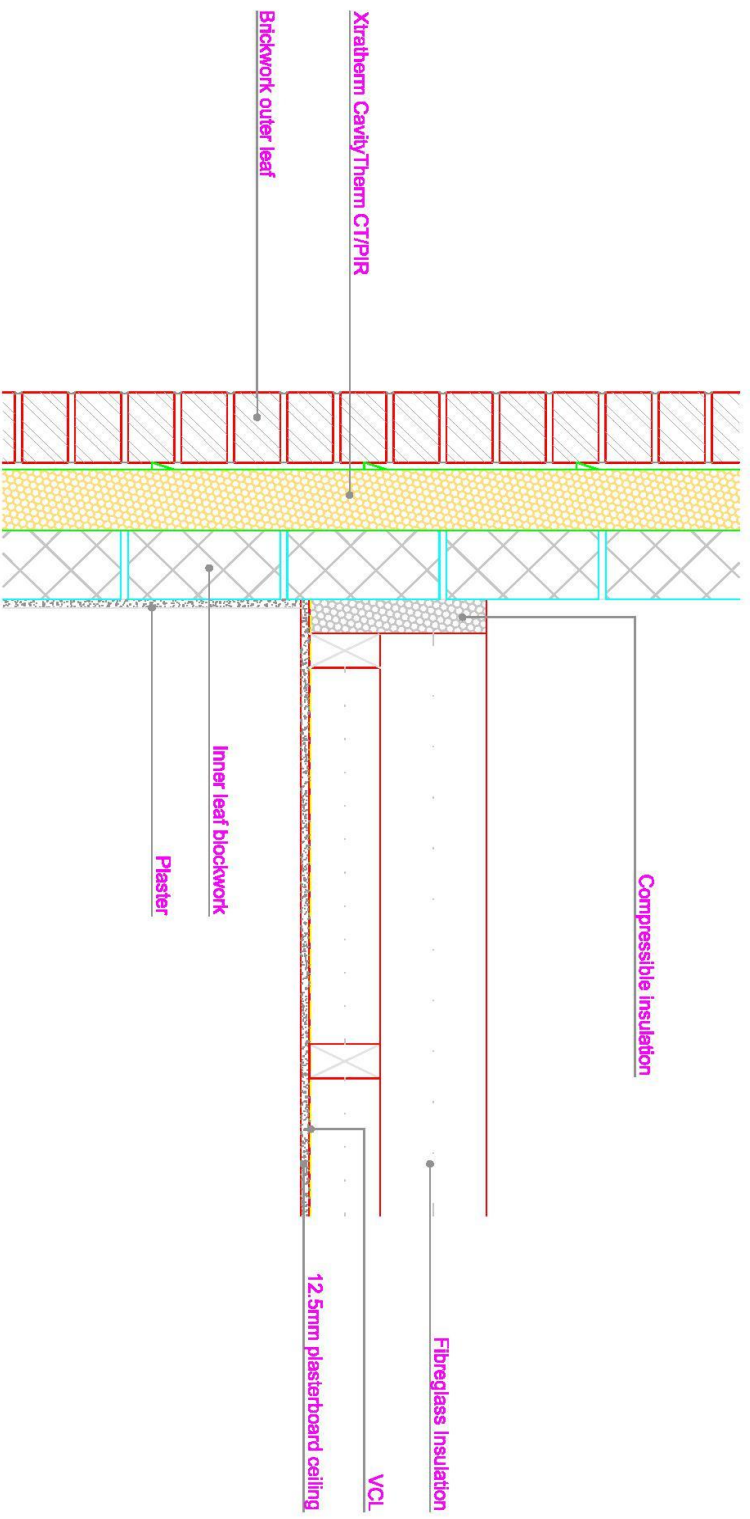 Compressible insulation
Fibreglass Insulation
Xtratherm CavityTherm CT/PIR
VCL
12.5mm plasterboard ceiling
Brickwork outer leaf
Inner leaf blockwork
Plaster